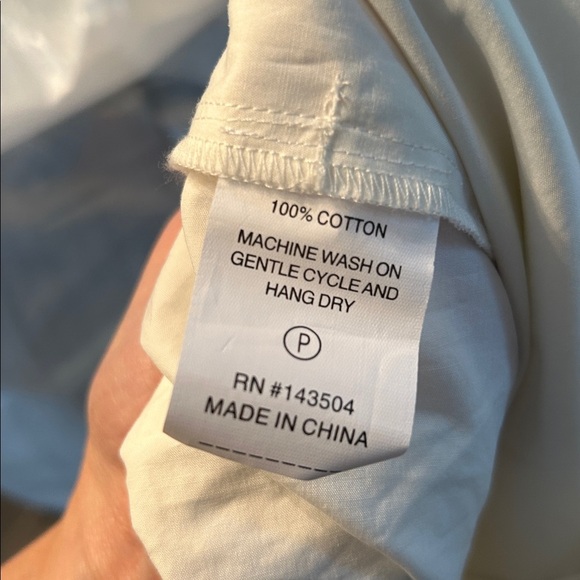 100% COTTON
MACHINE WASH ON
GENTLE CYCLE AND
HANG DRY
P
RN #143504
MADE IN CHINA